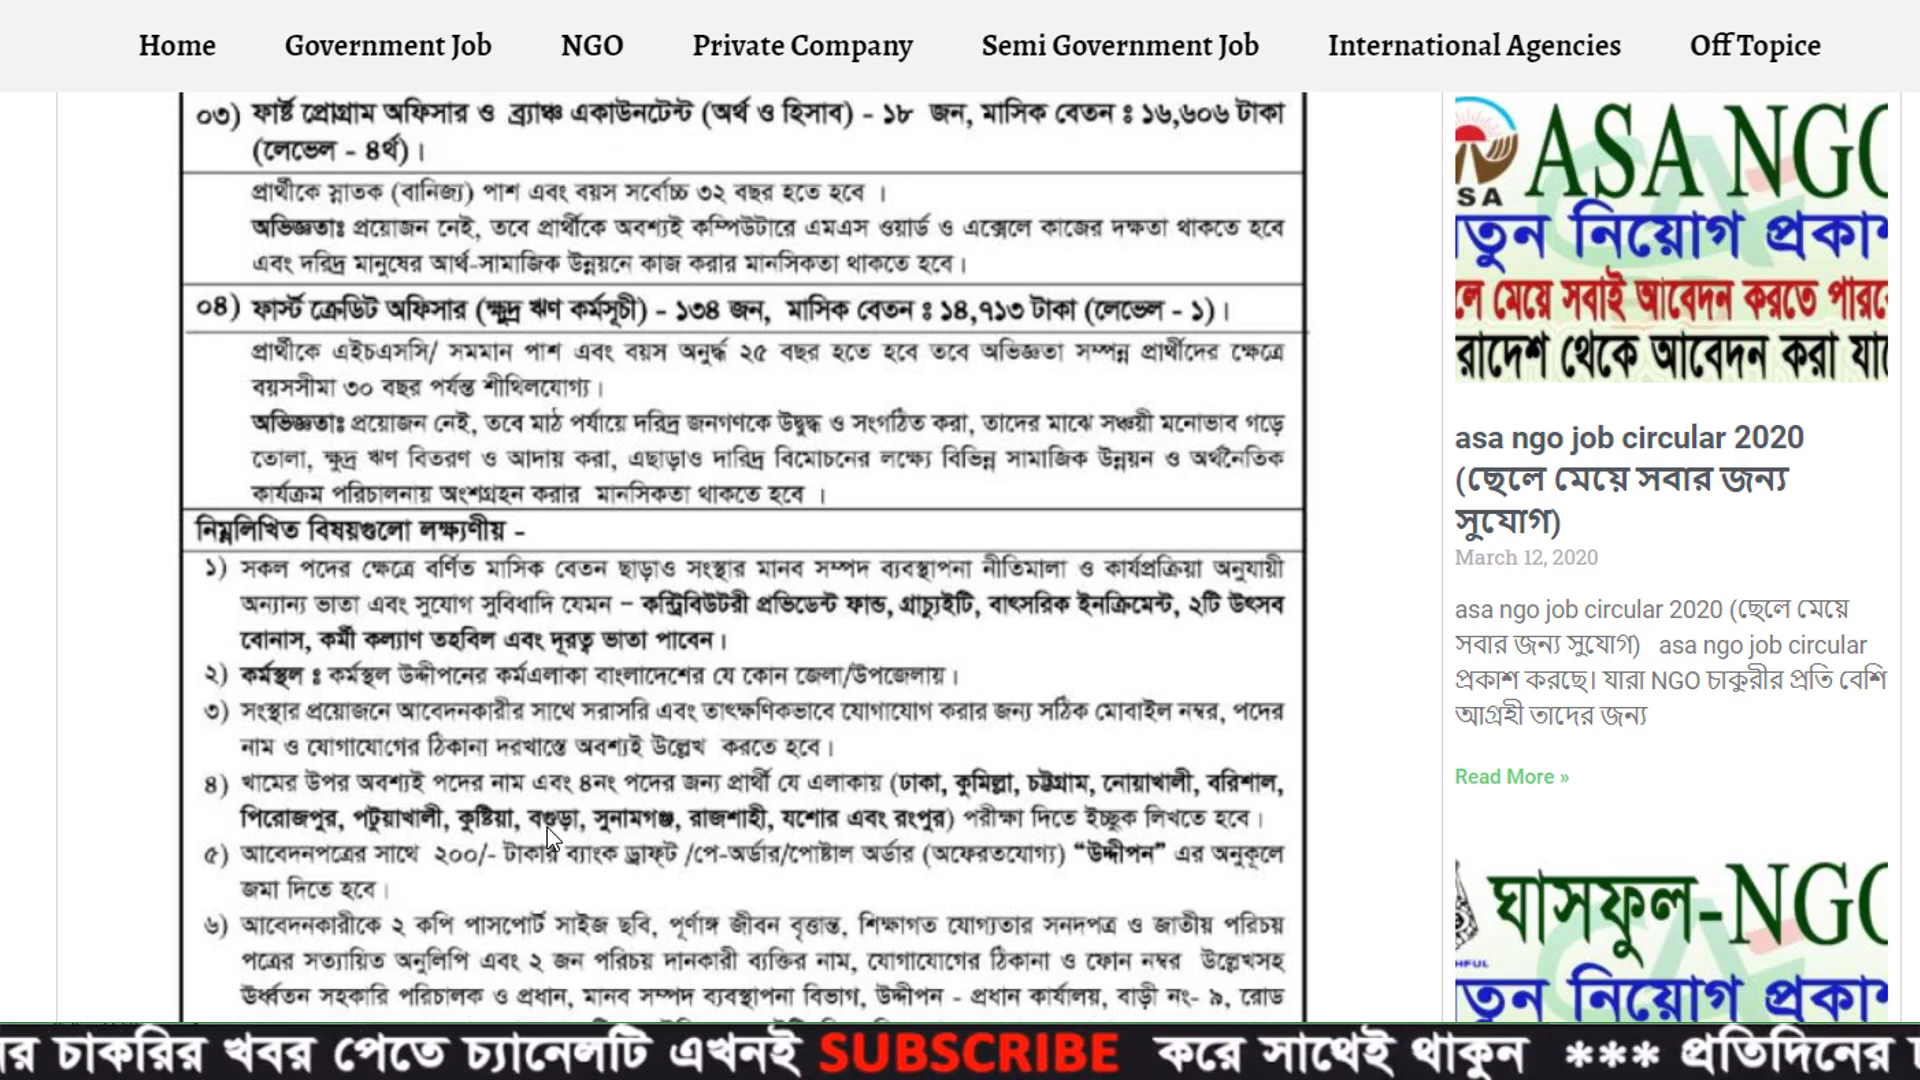 Home Government Job NGO Private Company Semi Government Job International Agencies Off Topice
০৩) ফার্ষ্ট প্রোগ্রাম অফিসার ও ব্র্যাঞ্চ একাউনটেন্ট (অর্থ ও হিসাব) - ১৮ জন, মাসিক বেতন ঃ ১৬,৬০৬ টাকা
(লেভেল - ৪র্থ)।
প্রার্থীকে স্নাতক (বানিজ্য) পাশ এবং বয়স সর্বোচ্চ ৩২ বছর হতে হবে ।
অভিজ্ঞতাঃ প্রয়োজন নেই, তবে প্রার্থীকে অবশ্যই কম্পিউটারে এমএস ওয়ার্ড ও এক্সেলে কাজের দক্ষতা থাকতে হবে
এবং দরিদ্র মানুষের আর্থ-সামাজিক উন্নয়নে কাজ করার মানসিকতা থাকতে হবে।
০৪) ফার্স্ট ক্রেডিট অফিসার (ক্ষুদ্র ঋণ কর্মসূচী) - ১৩৪ জন, মাসিক বেতন ঃ ১৪,৭১৩ টাকা (লেভেল - ১)।
প্রার্থীকে এইচএসসি/ সমমান পাশ এবং বয়স অনুর্দ্ধ ২৫ বছর হতে হবে তবে অভিজ্ঞতা সম্পন্ন প্রার্থীদের ক্ষেত্রে
বয়সসীমা ৩০ বছর পর্যন্ত শীথিলযোগ্য।
অভিজ্ঞতাঃ প্রয়োজন নেই, তবে মাঠ পর্যায়ে দরিদ্র জনগণকে উদ্বুদ্ধ ও সংগঠিত করা, তাদের মাঝে সঞ্চয়ী মনোভাব গড়ে
তোলা, ক্ষুদ্র ঋণ বিতরণ ও আদায় করা, এছাড়াও দারিদ্র বিমোচনের লক্ষ্যে বিভিন্ন সামাজিক উন্নয়ন ও অর্থনৈতিক
কার্যক্রম পরিচালনায় অংশগ্রহন করার মানসিকতা থাকতে হবে ।
নিম্নলিখিত বিষয়গুলো লক্ষ্যণীয় -
১) সকল পদের ক্ষেত্রে বর্ণিত মাসিক বেতন ছাড়াও সংস্থার মানব সম্পদ ব্যবস্থাপনা নীতিমালা ও কার্যপ্রক্রিয়া অনুযায়ী
অন্যান্য ভাতা এবং সুযোগ সুবিধাদি যেমন – কন্ট্রিবিউটরী প্রভিডেন্ট ফান্ড, গ্রাচ্যুইটি, বাৎসরিক ইনক্রিমেন্ট, ২টি উৎসব
বোনাস, কর্মী কল্যাণ তহবিল এবং দূরত্ব ভাতা পাবেন।
২) কর্মস্থল ঃ কর্মস্থল উদ্দীপনের কর্মএলাকা বাংলাদেশের যে কোন জেলা/উপজেলায়।
৩) সংস্থার প্রয়োজনে আবেদনকারীর সাথে সরাসরি এবং তাৎক্ষণিকভাবে যোগাযোগ করার জন্য সঠিক মোবাইল নম্বর, পদের
নাম ও যোগাযোগের ঠিকানা দরখাস্তে অবশ্যই উল্লেখ করতে হবে।
৪) খামের উপর অবশ্যই পদের নাম এবং ৪নং পদের জন্য প্রার্থী যে এলাকায় (ঢাকা, কুমিল্লা, চট্টগ্রাম, নোয়াখালী, বরিশাল,
পিরোজপুর, পটুয়াখালী, কুষ্টিয়া, বগুড়া, সুনামগঞ্জ, রাজশাহী, যশোর এবং রংপুর) পরীক্ষা দিতে ইচ্ছুক লিখতে হবে।
৫) আবেদনপত্রের সাথে ২০০/- টাকার ব্যাংক ড্রাফ্ট /পে-অর্ডার/পোষ্টাল অর্ডার (অফেরতযোগ্য) “উদ্দীপন” এর অনুকূলে
জমা দিতে হবে।
৬) আবেদনকারীকে ২ কপি পাসপোর্ট সাইজ ছবি, পূর্ণাঙ্গ জীবন বৃত্তান্ত, শিক্ষাগত যোগ্যতার সনদপত্র ও জাতীয় পরিচয়
পত্রের সত্যায়িত অনুলিপি এবং ২ জন পরিচয় দানকারী ব্যক্তির নাম, যোগাযোগের ঠিকানা ও ফোন নম্বর উল্লেখসহ
উর্ধ্বতন সহকারি পরিচালক ও প্রধান, মানব সম্পদ ব্যবস্থাপনা বিভাগ, উদ্দীপন - প্রধান কার্যালয়, বাড়ী নং- ৯, রোড
SA ASA NGO
তুন নিয়োগ প্রকা
লে মেয়ে সবাই আবেদন করতে পার
রাদেশ থেকে আবেদন করা যা
asa ngo job circular 2020
(ছেলে মেয়ে সবার জন্য
সুযোগ)
March 12, 2020
asa ngo job circular 2020 (ছেলে মেয়ে
সবার জন্য সুযোগ) asa ngo job circular
প্রকাশ করছে। যারা NGO চাকুরীর প্রতি বেশি
আগ্রহী তাদের জন্য
Read More »
ঘাসফুল-NGO
HFUL
তুন নিয়োগ প্রকা
র চাকরির খবর পেতে চ্যানেলটি এখনই SUBSCRIBE করে সাথেই থাকুন *** প্রতিদিনের